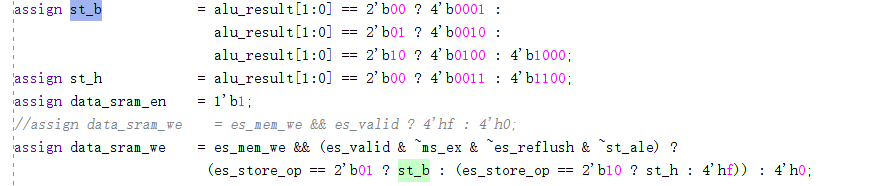 assign st_b = alu_result[1:0] == 2'b00 ? 4'b0001 :
alu_result[1:0] == 2'b01 ? 4'b0010 :
alu_result[1:0] == 2'b10 ? 4'b0100 : 4'b1000;
assign st_h = alu_result[1:0] == 2'b00 ? 4'b0011 : 4'b1100;
assign data_sram_en = 1'b1;
//assign data_sram_we = es_mem_we && es_valid ? 4'hf : 4'h0;
assign data_sram_we = es_mem_we && (es_valid & ~ms_ex & ~es_reflush & ~st_ale) ?
(es_store_op == 2'b01 ? st_b : (es_store_op == 2'b10 ? st_h : 4'hf)) : 4'h0;